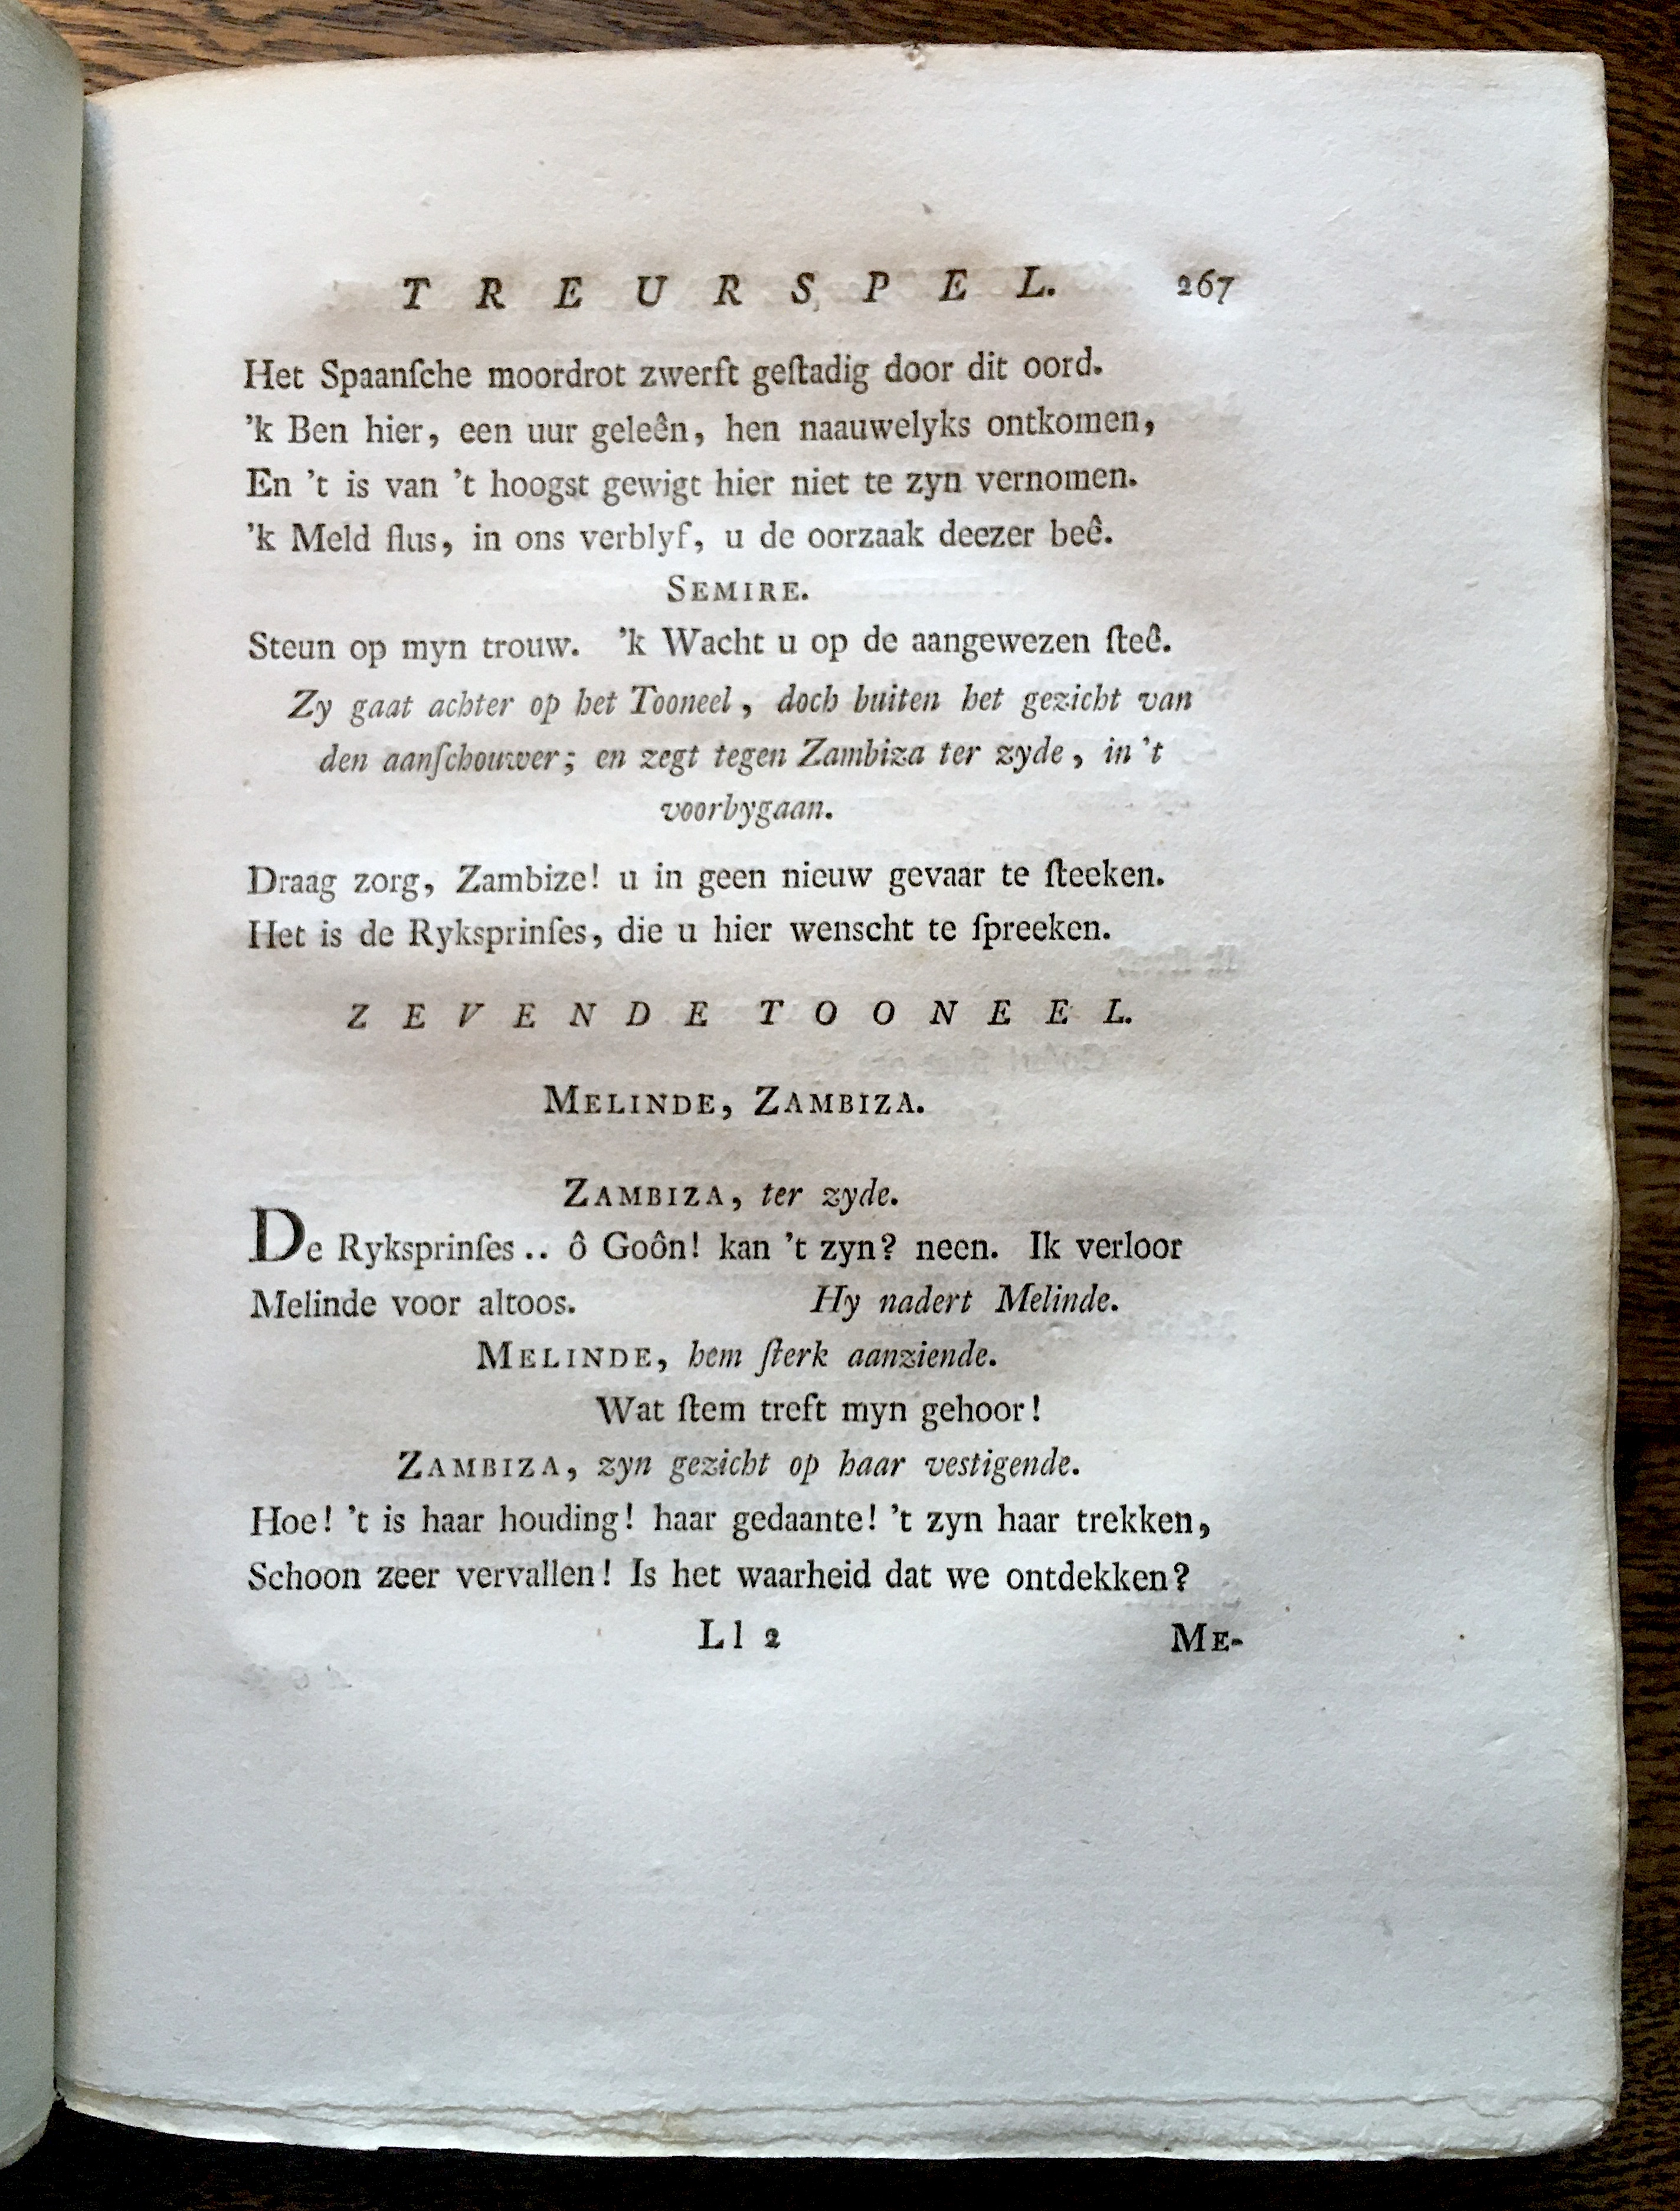 TREURSPEL. 267
Het Spaanſche moordrot zwerft geſtadig door dit oord.
’k Ben hier, een uur geleên, hen naauwelyks ontkomen,
En ’t is van ’t hoogst gewigt hier niet te zyn vernomen.
’k Meld ſlus, in ons verblyf, u de oorzaak deezer beê.
SEMIRE.
Steun op myn trouw. ’k Wacht u op de aangewezen ſteê.
Zy gaat achter op het Tooneel, doch buiten het gezicht van
den aanſchouwer; en zegt tegen Zambiza ter zyde, in ’t
voorbygaan.
Draag zorg, Zambize! u in geen nieuw gevaar te ſteeken.
Het is de Ryksprinſes, die u hier wenscht te ſpreeken.
ZEVENDE TOONEEL.
MELINDE, ZAMBIZA.
ZAMBIZA, ter zyde.
De Ryksprinſes .. ô Goôn! kan ’t zyn? neen. Ik verloor
Melinde voor altoos. Hy nadert Melinde.
MELINDE, hem ſterk aanziende.
Wat ſtem treft myn gehoor!
ZAMBIZA, zyn gezicht op haar vestigende.
Hoe! ’t is haar houding! haar gedaante! ’t zyn haar trekken,
Schoon zeer vervallen! Is het waarheid dat we ontdekken?
Ll 2 ME-